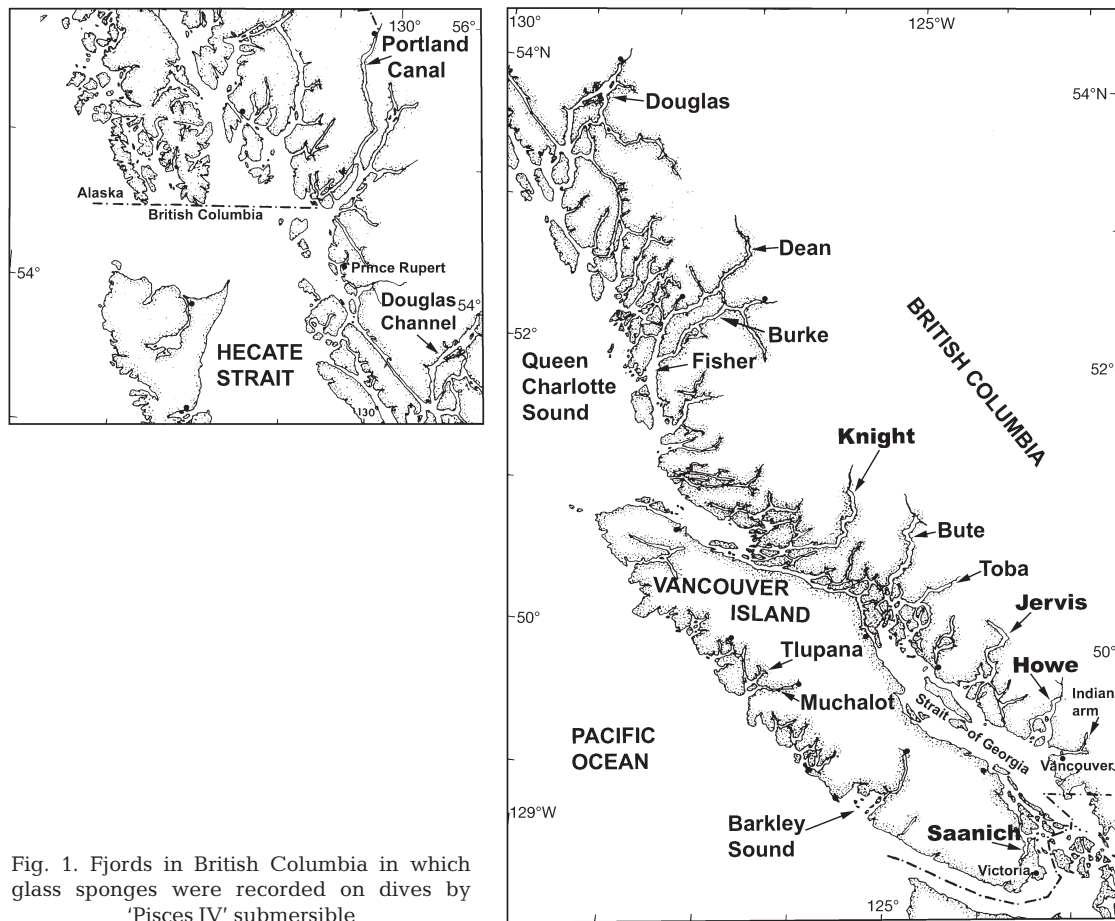 130°
56°
Portland
Canal
Alaska
British Columbia
54°
Prince Rupert
Douglas
Channel
54°
HECATE
STRAIT
130
130°
125°W
54°N
54°N
Douglas
Dean
Burke
52°
Queen
Charlotte
Sound
Fisher
52°
BRITISH COLUMBIA
Knight
Bute
Toba
VANCOUVER
ISLAND
Jervis
50°
Tlupana
50°
Howe
Indian
arm
Muchalot
Strait
of Georgia
PACIFIC
OCEAN
Vancouver
129°W
Barkley
Sound
Saanich
Victoria
125°
Fig. 1. Fjords in British Columbia in which
glass sponges were recorded on dives by
‘Pisces IV’ submersible